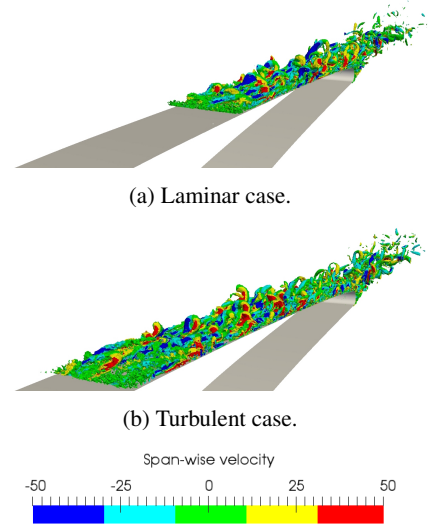 (a) Laminar case.
(b) Turbulent case.
Span-wise velocity
-50 -25 0 25 50